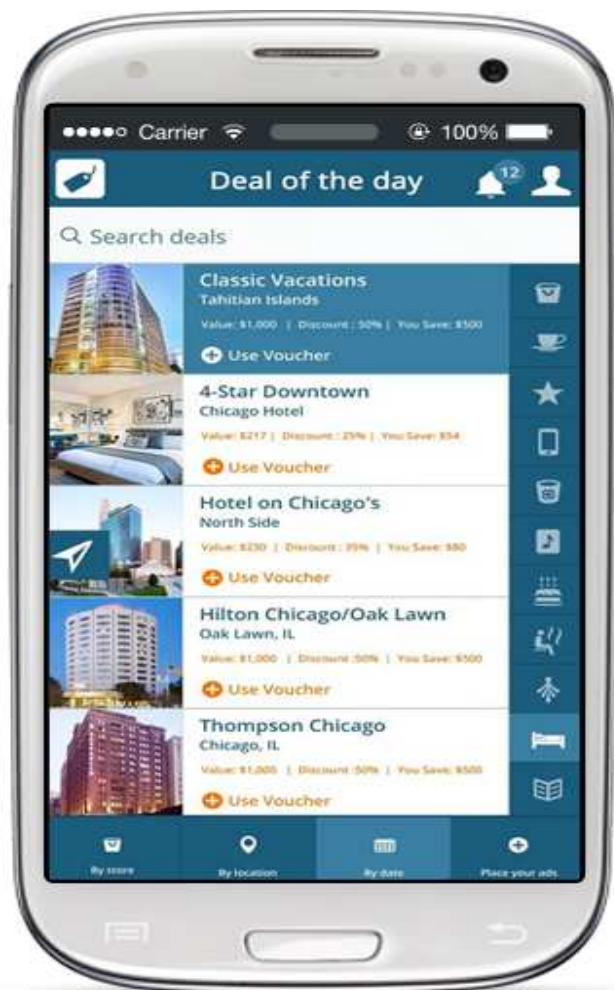 Carrier 100%
Deal of the day 12
Search deals
Classic Vacations
Tahitian Islands
Value: $1,000 | Discount : 50% | You Save: $500
Use Voucher
4-Star Downtown
Chicago Hotel
Value: $217 | Discount : 25% | You Save: $54
Use Voucher
Hotel on Chicago's
North Side
Value: $230 | Discount : 35% | You Save: $80
Use Voucher
Hilton Chicago/Oak Lawn
Oak Lawn, IL
Value: $1,000 | Discount :50% | You Save: $500
Use Voucher
Thompson Chicago
Chicago, IL
Value: $1,000 | Discount :50% | You Save: $500
Use Voucher
By store By location By date Place your ads